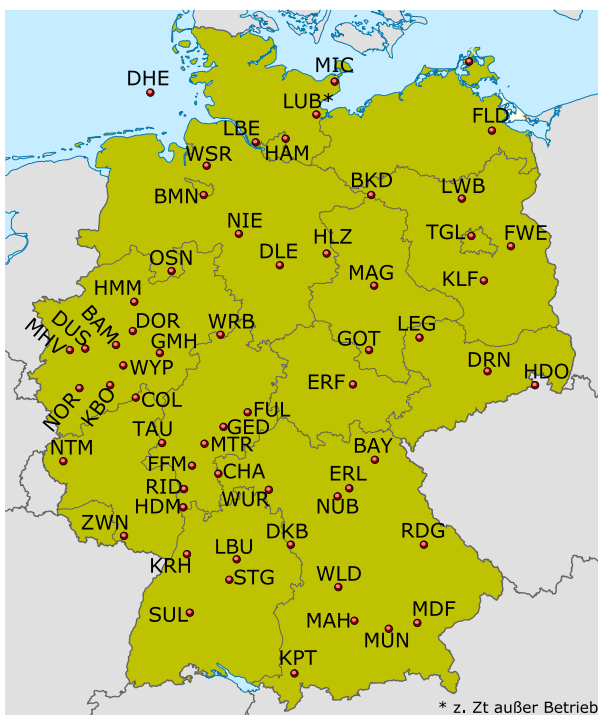 MIC
DHE
LUB*
FLD
LBE
HAM
WSR
BKD
LWB
BMN
NIE
TGL
FWE
HLZ
DLE
OSN
MAG
KLF
HMM
DOR
BAM
DUS
MHV
WRB
LEG
GMH
GOT
WYP
DRN
HDO
ERF
KBO
NOR
COL
FUL
TAU
GED
MTR
NTM
BAY
FFM
CHA
ERL
RID
WUR
NUB
HDM
ZWN
DKB
RDG
LBU
KRH
STG
WLD
SUL
MAH
MDF
MUN
KPT
* z. Zt außer Betrieb